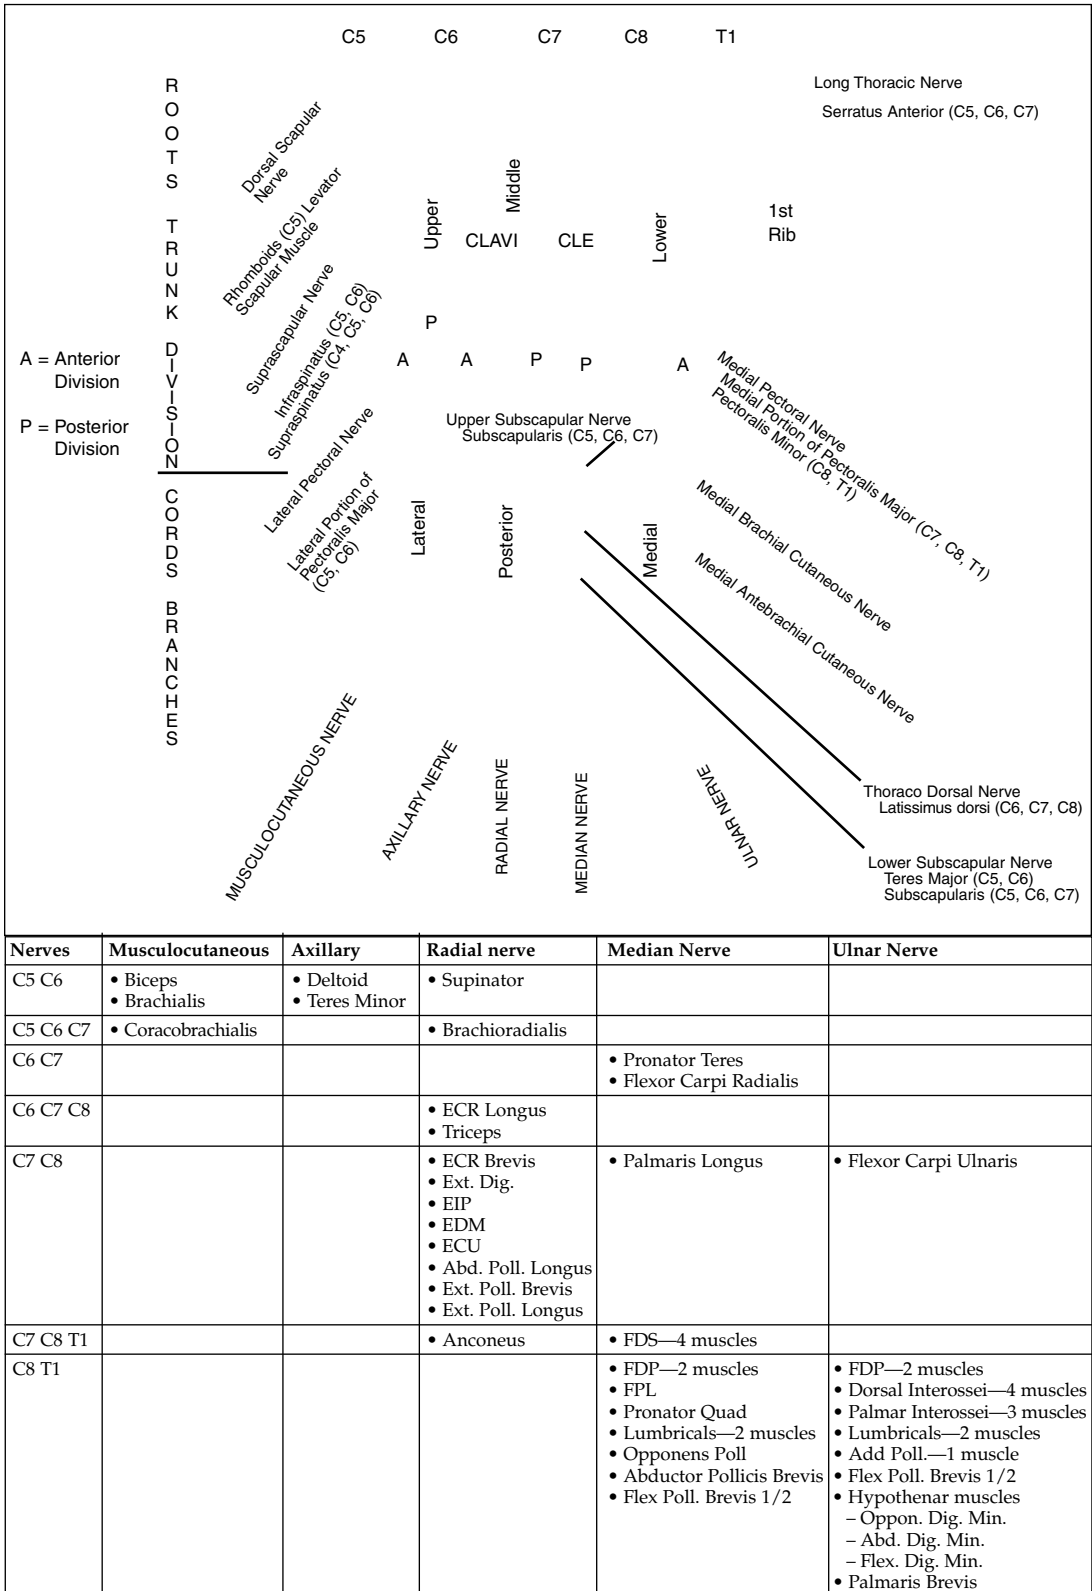 C5 C6 C7 C8 T1
ROOTS
TRUNK
DIVISION
CORDS
BRANCHES
A = Anterior
Division
P = Posterior
Division
Dorsal Scapular
Nerve
Rhomboids (C5) Levator
Scapular Muscle
Suprascapular Nerve
Infraspinatus (C5, C6)
Supraspinatus (C4, C5, C6)
Lateral Pectoral Nerve
Lateral Portion of
Pectoralis Major
(C5, C6)
Long Thoracic Nerve
Serratus Anterior (C5, C6, C7)
Upper
Middle
Lower
CLAVI CLE
1st
Rib
P
A A P P A
Upper Subscapular Nerve
Subscapularis (C5, C6, C7)
Medial Pectoral Nerve
Medial Portion of Pectoralis Major (C7, C8, T1)
Pectoralis Minor (C8, T1)
Lateral
Posterior
Medial
Medial Brachial Cutaneous Nerve
Medial Antebrachial Cutaneous Nerve
MUSCULOCUTANEOUS NERVE
AXILLARY NERVE
RADIAL NERVE
MEDIAN NERVE
ULNAR NERVE
Thoraco Dorsal Nerve
Latissimus dorsi (C6, C7, C8)
Lower Subscapular Nerve
Teres Major (C5, C6)
Subscapularis (C5, C6, C7)
Nerves Musculocutaneous Axillary Radial nerve Median Nerve Ulnar Nerve
C5 C6 • Biceps • Deltoid • Supinator
• Brachialis • Teres Minor
C5 C6 C7 • Coracobrachialis • Brachioradialis
C6 C7 • Pronator Teres
• Flexor Carpi Radialis
C6 C7 C8 • ECR Longus
• Triceps
C7 C8 • ECR Brevis • Palmaris Longus • Flexor Carpi Ulnaris
• Ext. Dig.
• EIP
• EDM
• ECU
• Abd. Poll. Longus
• Ext. Poll. Brevis
• Ext. Poll. Longus
C7 C8 T1 • Anconeus • FDS—4 muscles
C8 T1 • FDP—2 muscles • FDP—2 muscles
• FPL • Dorsal Interossei—4 muscles
• Pronator Quad • Palmar Interossei—3 muscles
• Lumbricals—2 muscles • Lumbricals—2 muscles
• Opponens Poll • Add Poll.—1 muscle
• Abductor Pollicis Brevis • Flex Poll. Brevis 1/2
• Flex Poll. Brevis 1/2 • Hypothenar muscles
– Oppon. Dig. Min.
– Abd. Dig. Min.
– Flex. Dig. Min.
• Palmaris Brevis